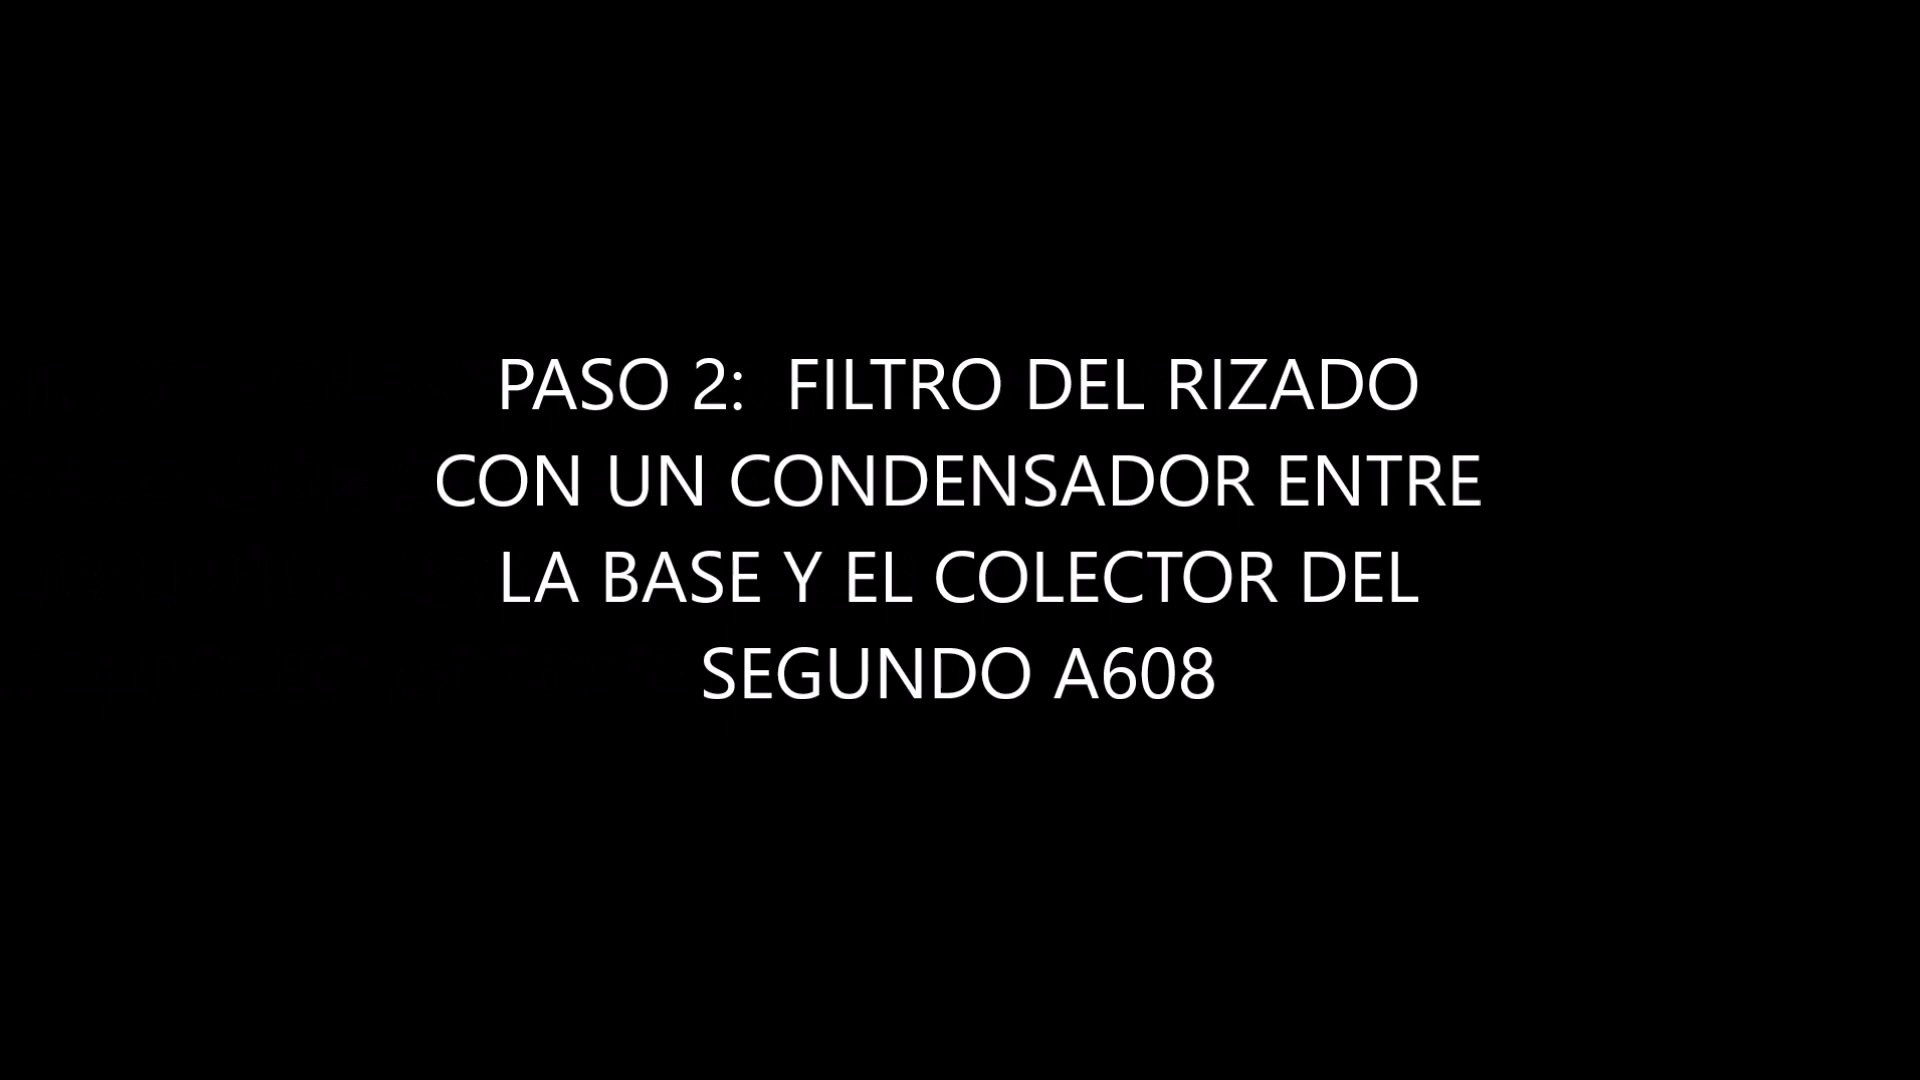 PASO 2:  FILTRO DEL RIZADO
CON UN CONDENSADOR ENTRE
LA BASE Y EL COLECTOR DEL
SEGUNDO A608